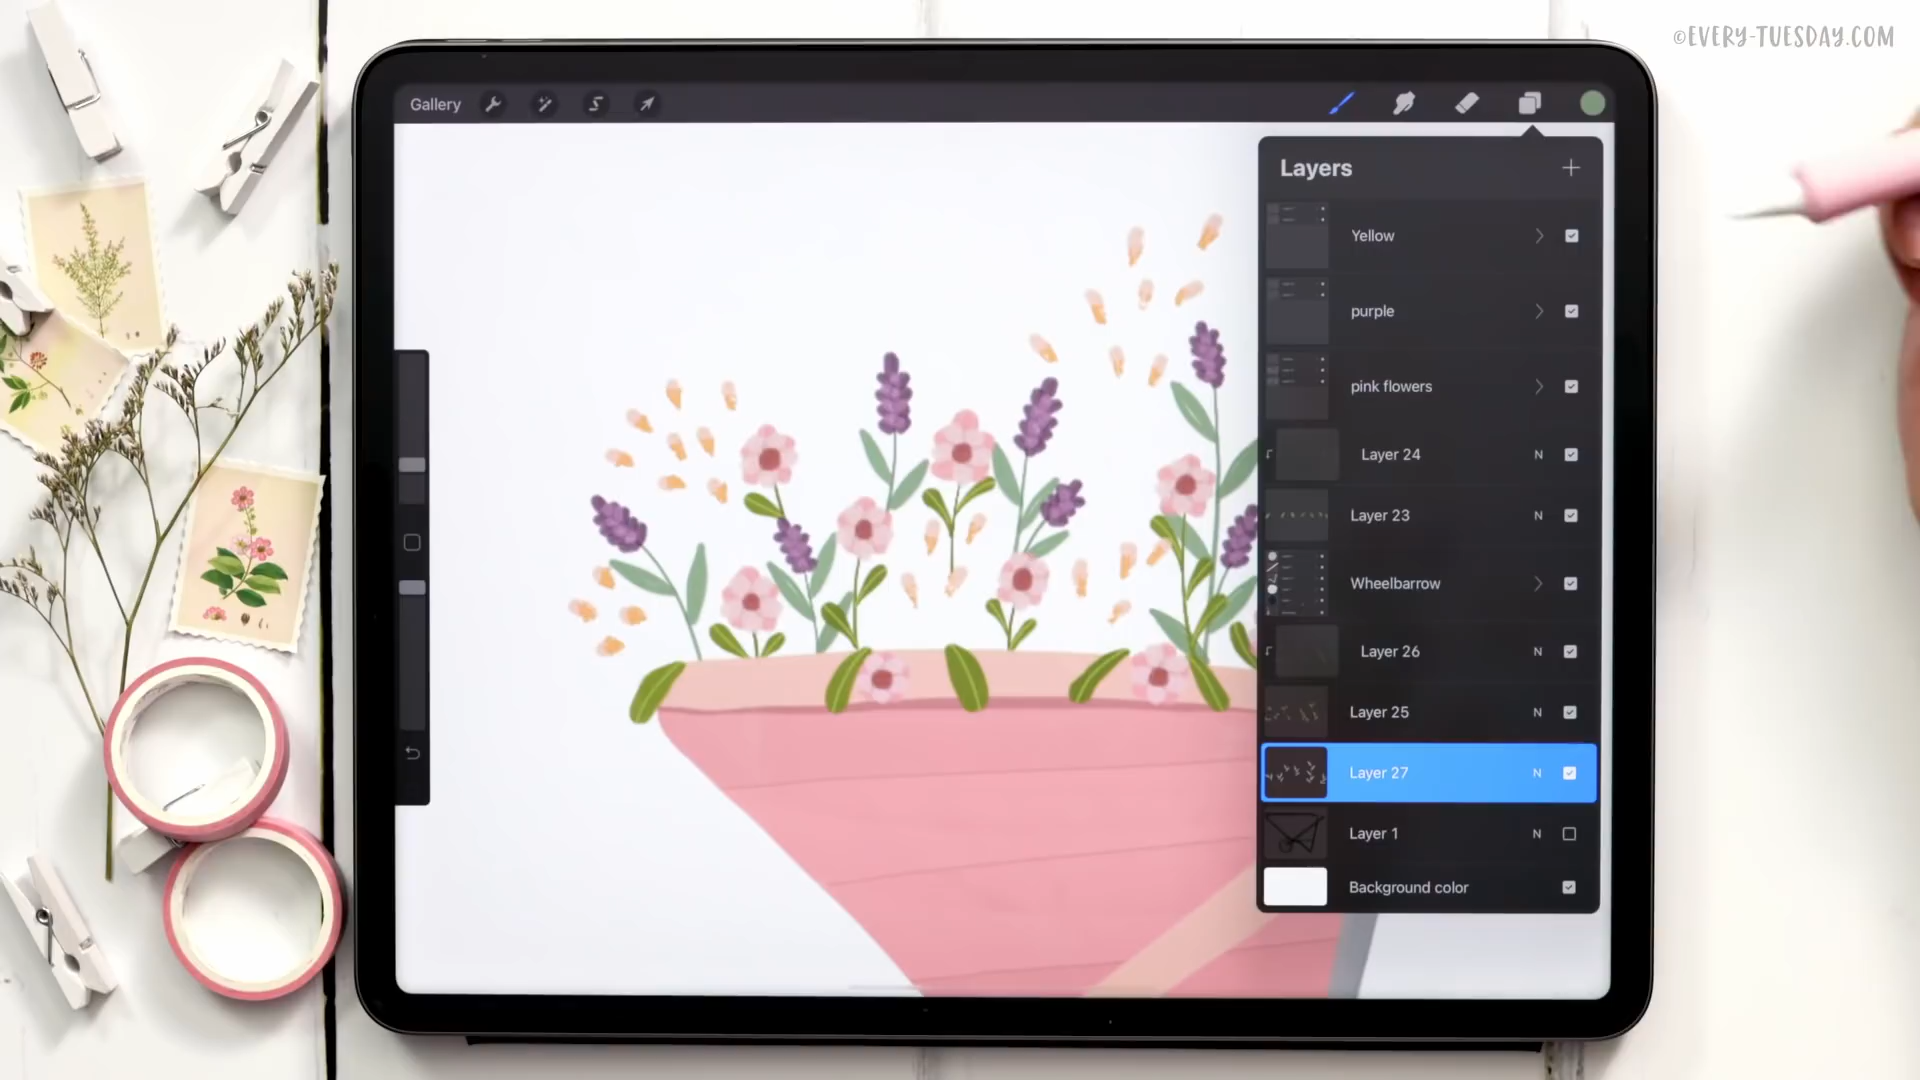 ©EVERY-TUESDAY.COM
Gallery
Layers
Yellow
purple
pink flowers
Layer 24 N
Layer 23 N
Wheelbarrow
Layer 26 N
Layer 25 N
Layer 27 N
Layer 1 N
Background color